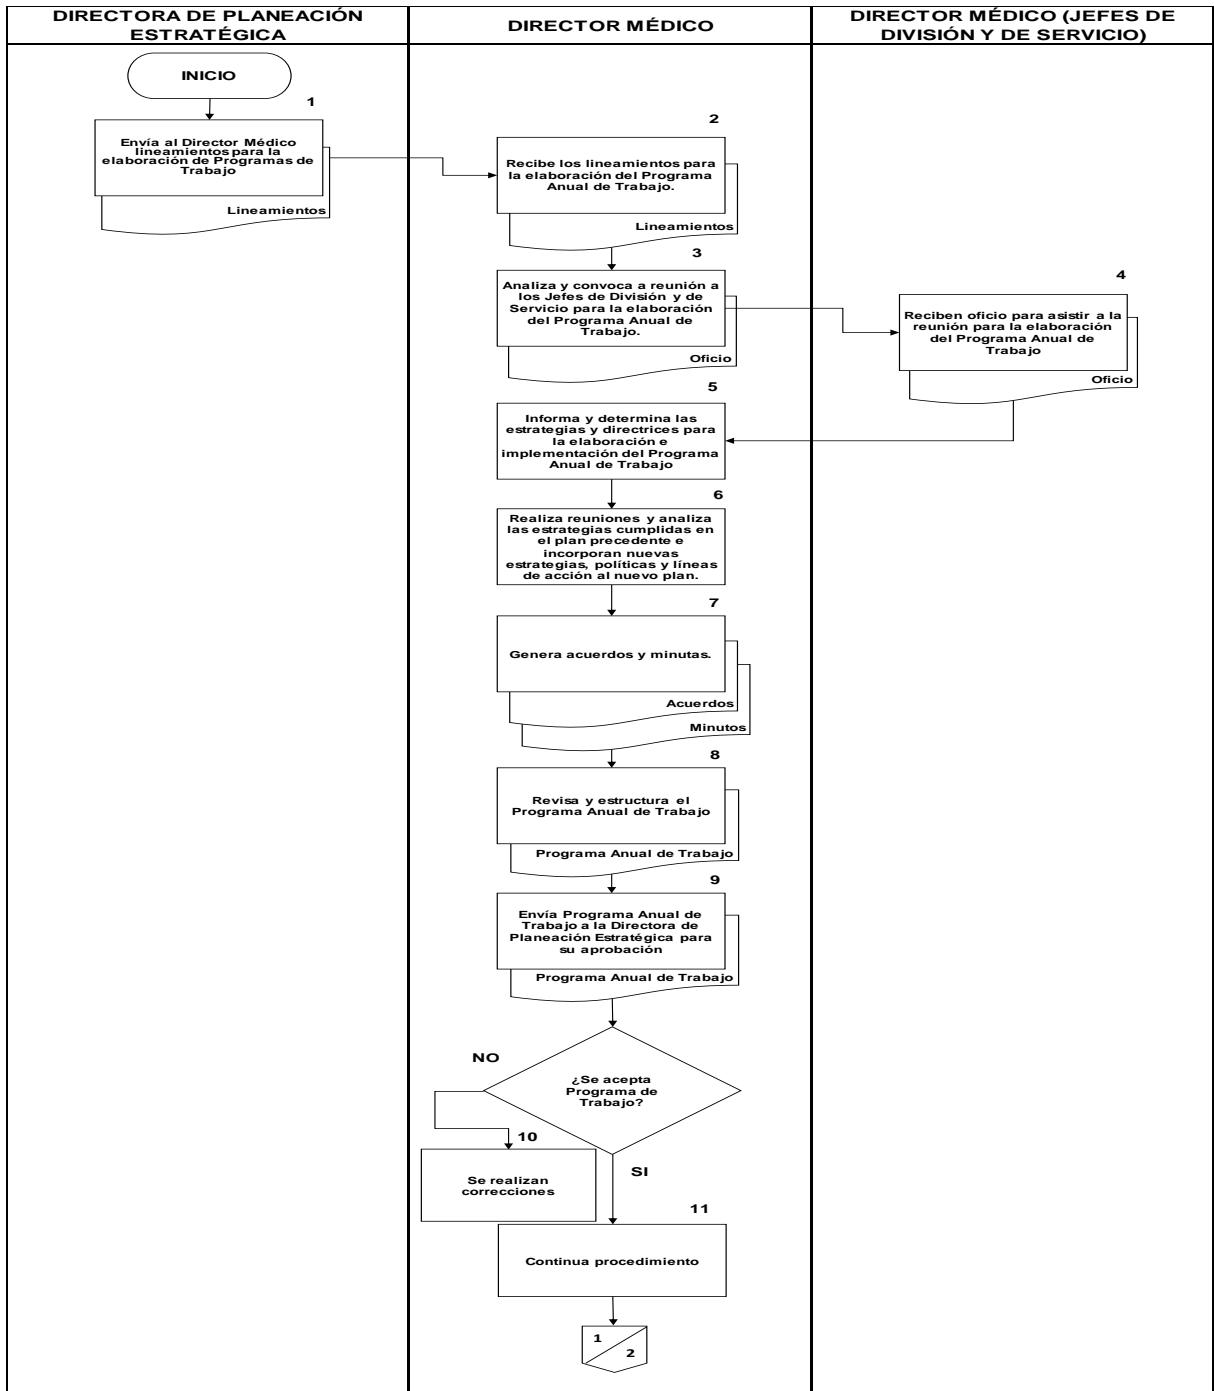 DIRECTORA DE PLANEACIÓN
ESTRATÉGICA
DIRECTOR MÉDICO
DIRECTOR MÉDICO (JEFES DE
DIVISIÓN Y DE SERVICIO)
INICIO
1
Envía al Director Médico
lineamientos para la
elaboración de Programas de
Trabajo
Lineamientos
2
Recibe los lineamientos para
la elaboración del Programa
Anual de Trabajo.
Lineamientos
3
Analiza y convoca a reunión a
los Jefes de División y de
Servicio para la elaboración
del Programa Anual de
Trabajo.
Oficio
4
Reciben oficio para asistir a la
reunión para la elaboración
del Programa Anual de
Trabajo
Oficio
5
Informa y determina las
estrategias y directrices para
la elaboración e
implementación del Programa
Anual de Trabajo
6
Realiza reuniones y analiza
las estrategias cumplidas en
el plan precedente e
incorporan nuevas
estrategias, políticas y líneas
de acción al nuevo plan.
7
Genera acuerdos y minutas.
Acuerdos
Minutos
8
Revisa y estructura el
Programa Anual de Trabajo
Programa Anual de Trabajo
9
Envía Programa Anual de
Trabajo a la Directora de
Planeación Estratégica para
su aprobación
Programa Anual de Trabajo
NO
¿Se acepta
Programa de
Trabajo?
10
Se realizan
correcciones
SI
11
Continua procedimiento
1
2